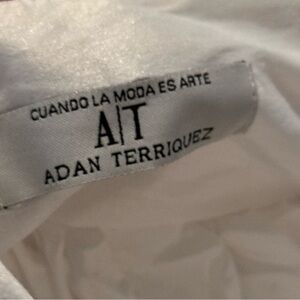 CUANDO LA MODA ES ARTE
A|T
ADAN TERRIQUEZ